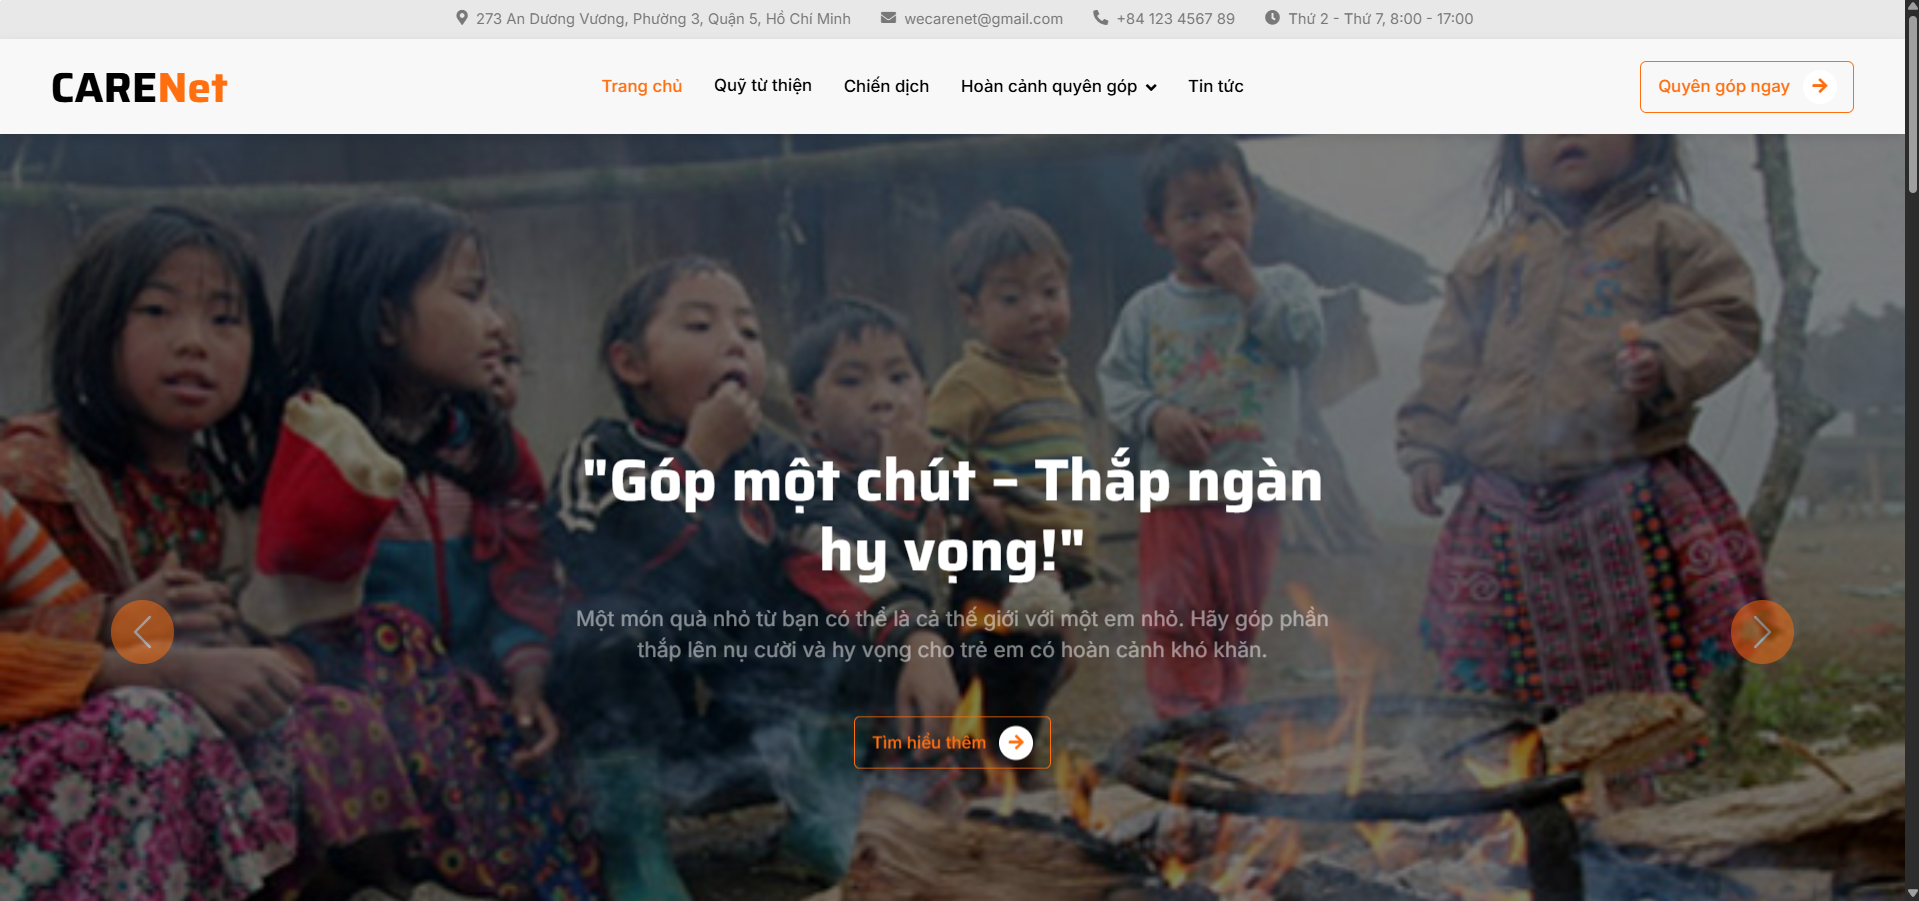 273 An Dương Vương, Phường 3, Quận 5, Hồ Chí Minh wecarenet@gmail.com +84 123 4567 89 Thứ 2 - Thứ 7, 8:00 - 17:00
CARENet Trang chủ Quỹ từ thiện Chiến dịch Hoàn cảnh quyên góp Tin tức Quyên góp ngay
"Góp một chút – Thắp ngàn
hy vọng!"
Một món quà nhỏ từ bạn có thể là cả thế giới với một em nhỏ. Hãy góp phần
thắp lên nụ cười và hy vọng cho trẻ em có hoàn cảnh khó khăn.
Tìm hiểu thêm